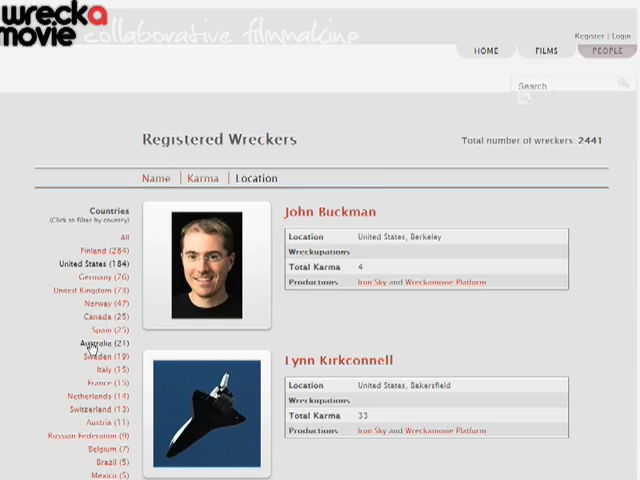 wreckamovie
collaborative filmmaking
Register | Login
HOME FILMS PEOPLE
Search
Registered Wreckers
Total number of wreckers: 2441
Name | Karma | Location
Countries
(Click to filter by country)
All
Finland (284)
United States (184)
Germany (76)
United Kingdom (73)
Norway (47)
Canada (25)
Spain (25)
Australia (21)
Sweden (19)
Italy (15)
France (15)
Netherlands (14)
Switzerland (13)
Austria (11)
Russian Federation (9)
Belgium (7)
Brazil (5)
Mexico (5)
John Buckman
Location United States, Berkeley
Wreckupations
Total Karma 4
Productions Iron Sky and Wreckamovie Platform
Lynn Kirkconnell
Location United States, Bakersfield
Wreckupations
Total Karma 33
Productions Iron Sky and Wreckamovie Platform